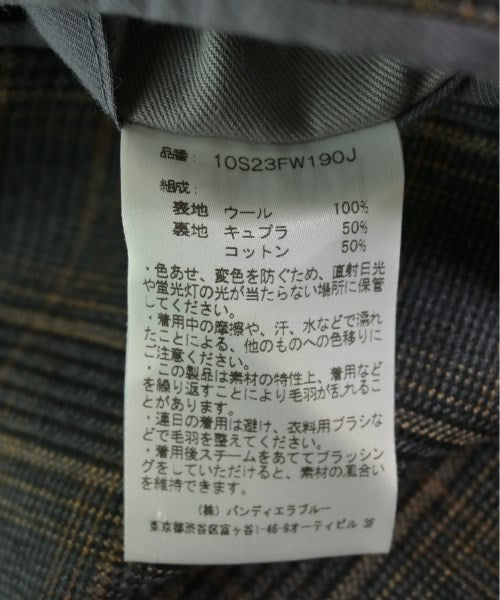 品番: 10S23FW190J
組成:
表地 ウール 100%
裏地 キュプラ 50%
コットン 50%
・色あせ、変色を防ぐため、直射日光
や蛍光灯の光が当たらない場所に保管
してください。
・着用中の摩擦や、汗、水などで濡れ
たことによる、他のものへの色移りに
ご注意ください。
・この製品は素材の特性上、着用など
を繰り返すことにより毛羽が乱れるこ
とがあります。
・連日の着用は避け、衣料用ブラシな
どで毛羽を整えてください。
・着用後スチームをあててブラッシン
グをしていただけると、素材の風合い
を維持できます。
(株) バンディエラブルー
東京都渋谷区富ヶ谷1-46-9オーティビル 3F